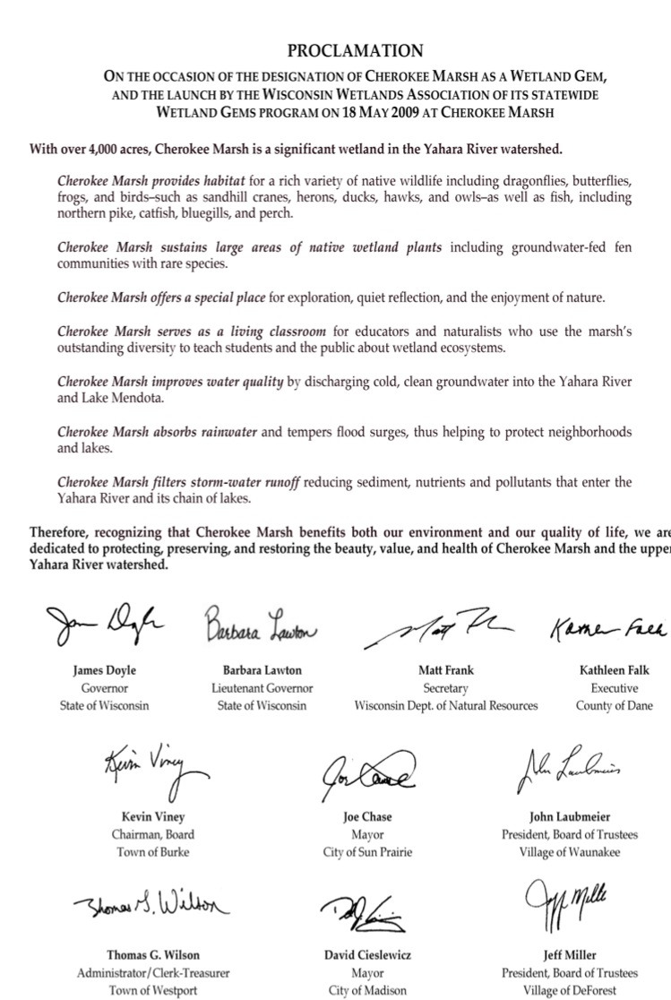 PROCLAMATION
ON THE OCCASION OF THE DESIGNATION OF CHEROKEE MARSH AS A WETLAND GEM,
AND THE LAUNCH BY THE WISCONSIN WETLANDS ASSOCIATION OF ITS STATEWIDE
WETLAND GEMS PROGRAM ON 18 MAY 2009 AT CHEROKEE MARSH
With over 4,000 acres, Cherokee Marsh is a significant wetland in the Yahara River watershed.
Cherokee Marsh provides habitat for a rich variety of native wildlife including dragonflies, butterflies,
frogs, and birds–such as sandhill cranes, herons, ducks, hawks, and owls–as well as fish, including
northern pike, catfish, bluegills, and perch.
Cherokee Marsh sustains large areas of native wetland plants including groundwater-fed fen
communities with rare species.
Cherokee Marsh offers a special place for exploration, quiet reflection, and the enjoyment of nature.
Cherokee Marsh serves as a living classroom for educators and naturalists who use the marsh's
outstanding diversity to teach students and the public about wetland ecosystems.
Cherokee Marsh improves water quality by discharging cold, clean groundwater into the Yahara River
and Lake Mendota.
Cherokee Marsh absorbs rainwater and tempers flood surges, thus helping to protect neighborhoods
and lakes.
Cherokee Marsh filters storm-water runoff reducing sediment, nutrients and pollutants that enter the
Yahara River and its chain of lakes.
Therefore, recognizing that Cherokee Marsh benefits both our environment and our quality of life, we are
dedicated to protecting, preserving, and restoring the beauty, value, and health of Cherokee Marsh and the upper
Yahara River watershed.
Barbara Lawton
James Doyle Barbara Lawton Matt Frank Kathleen Falk
Governor Lieutenant Governor Secretary Executive
State of Wisconsin State of Wisconsin Wisconsin Dept. of Natural Resources County of Dane
Kevin Viney John Laubmeier
Kevin Viney Joe Chase John Laubmeier
Chairman, Board Mayor President, Board of Trustees
Town of Burke City of Sun Prairie Village of Waunakee
Thomas G. Wilson Jeff Mille
Thomas G. Wilson David Cieslewicz Jeff Miller
Administrator/Clerk-Treasurer Mayor President, Board of Trustees
Town of Westport City of Madison Village of DeForest